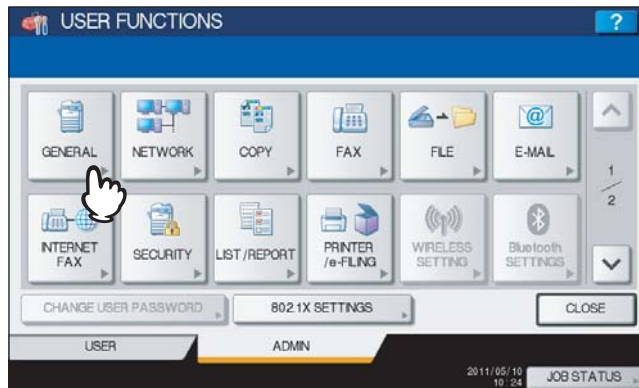 USER FUNCTIONS
?
GENERAL
NETWORK
COPY
FAX
FILE
E-MAIL
1
2
INTERNET
FAX
SECURITY
LIST/REPORT
PRINTER
/e-FILING
WIRELESS
SETTING
Bluetooth
SETTINGS
CHANGE USER PASSWORD
802.1X SETTINGS
CLOSE
USER
ADMIN
2011/05/10
10:24
JOB STATUS